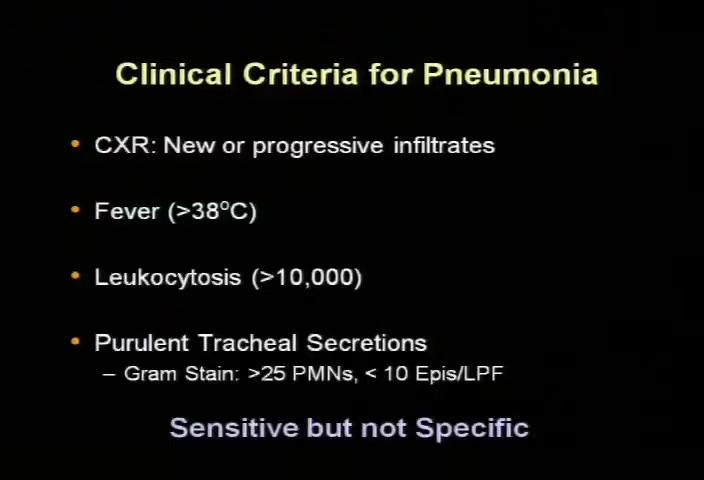 Clinical Criteria for Pneumonia
• CXR: New or progressive infiltrates
• Fever (>38°C)
• Leukocytosis (>10,000)
• Purulent Tracheal Secretions
– Gram Stain: >25 PMNs, < 10 Epis/LPF
Sensitive but not Specific